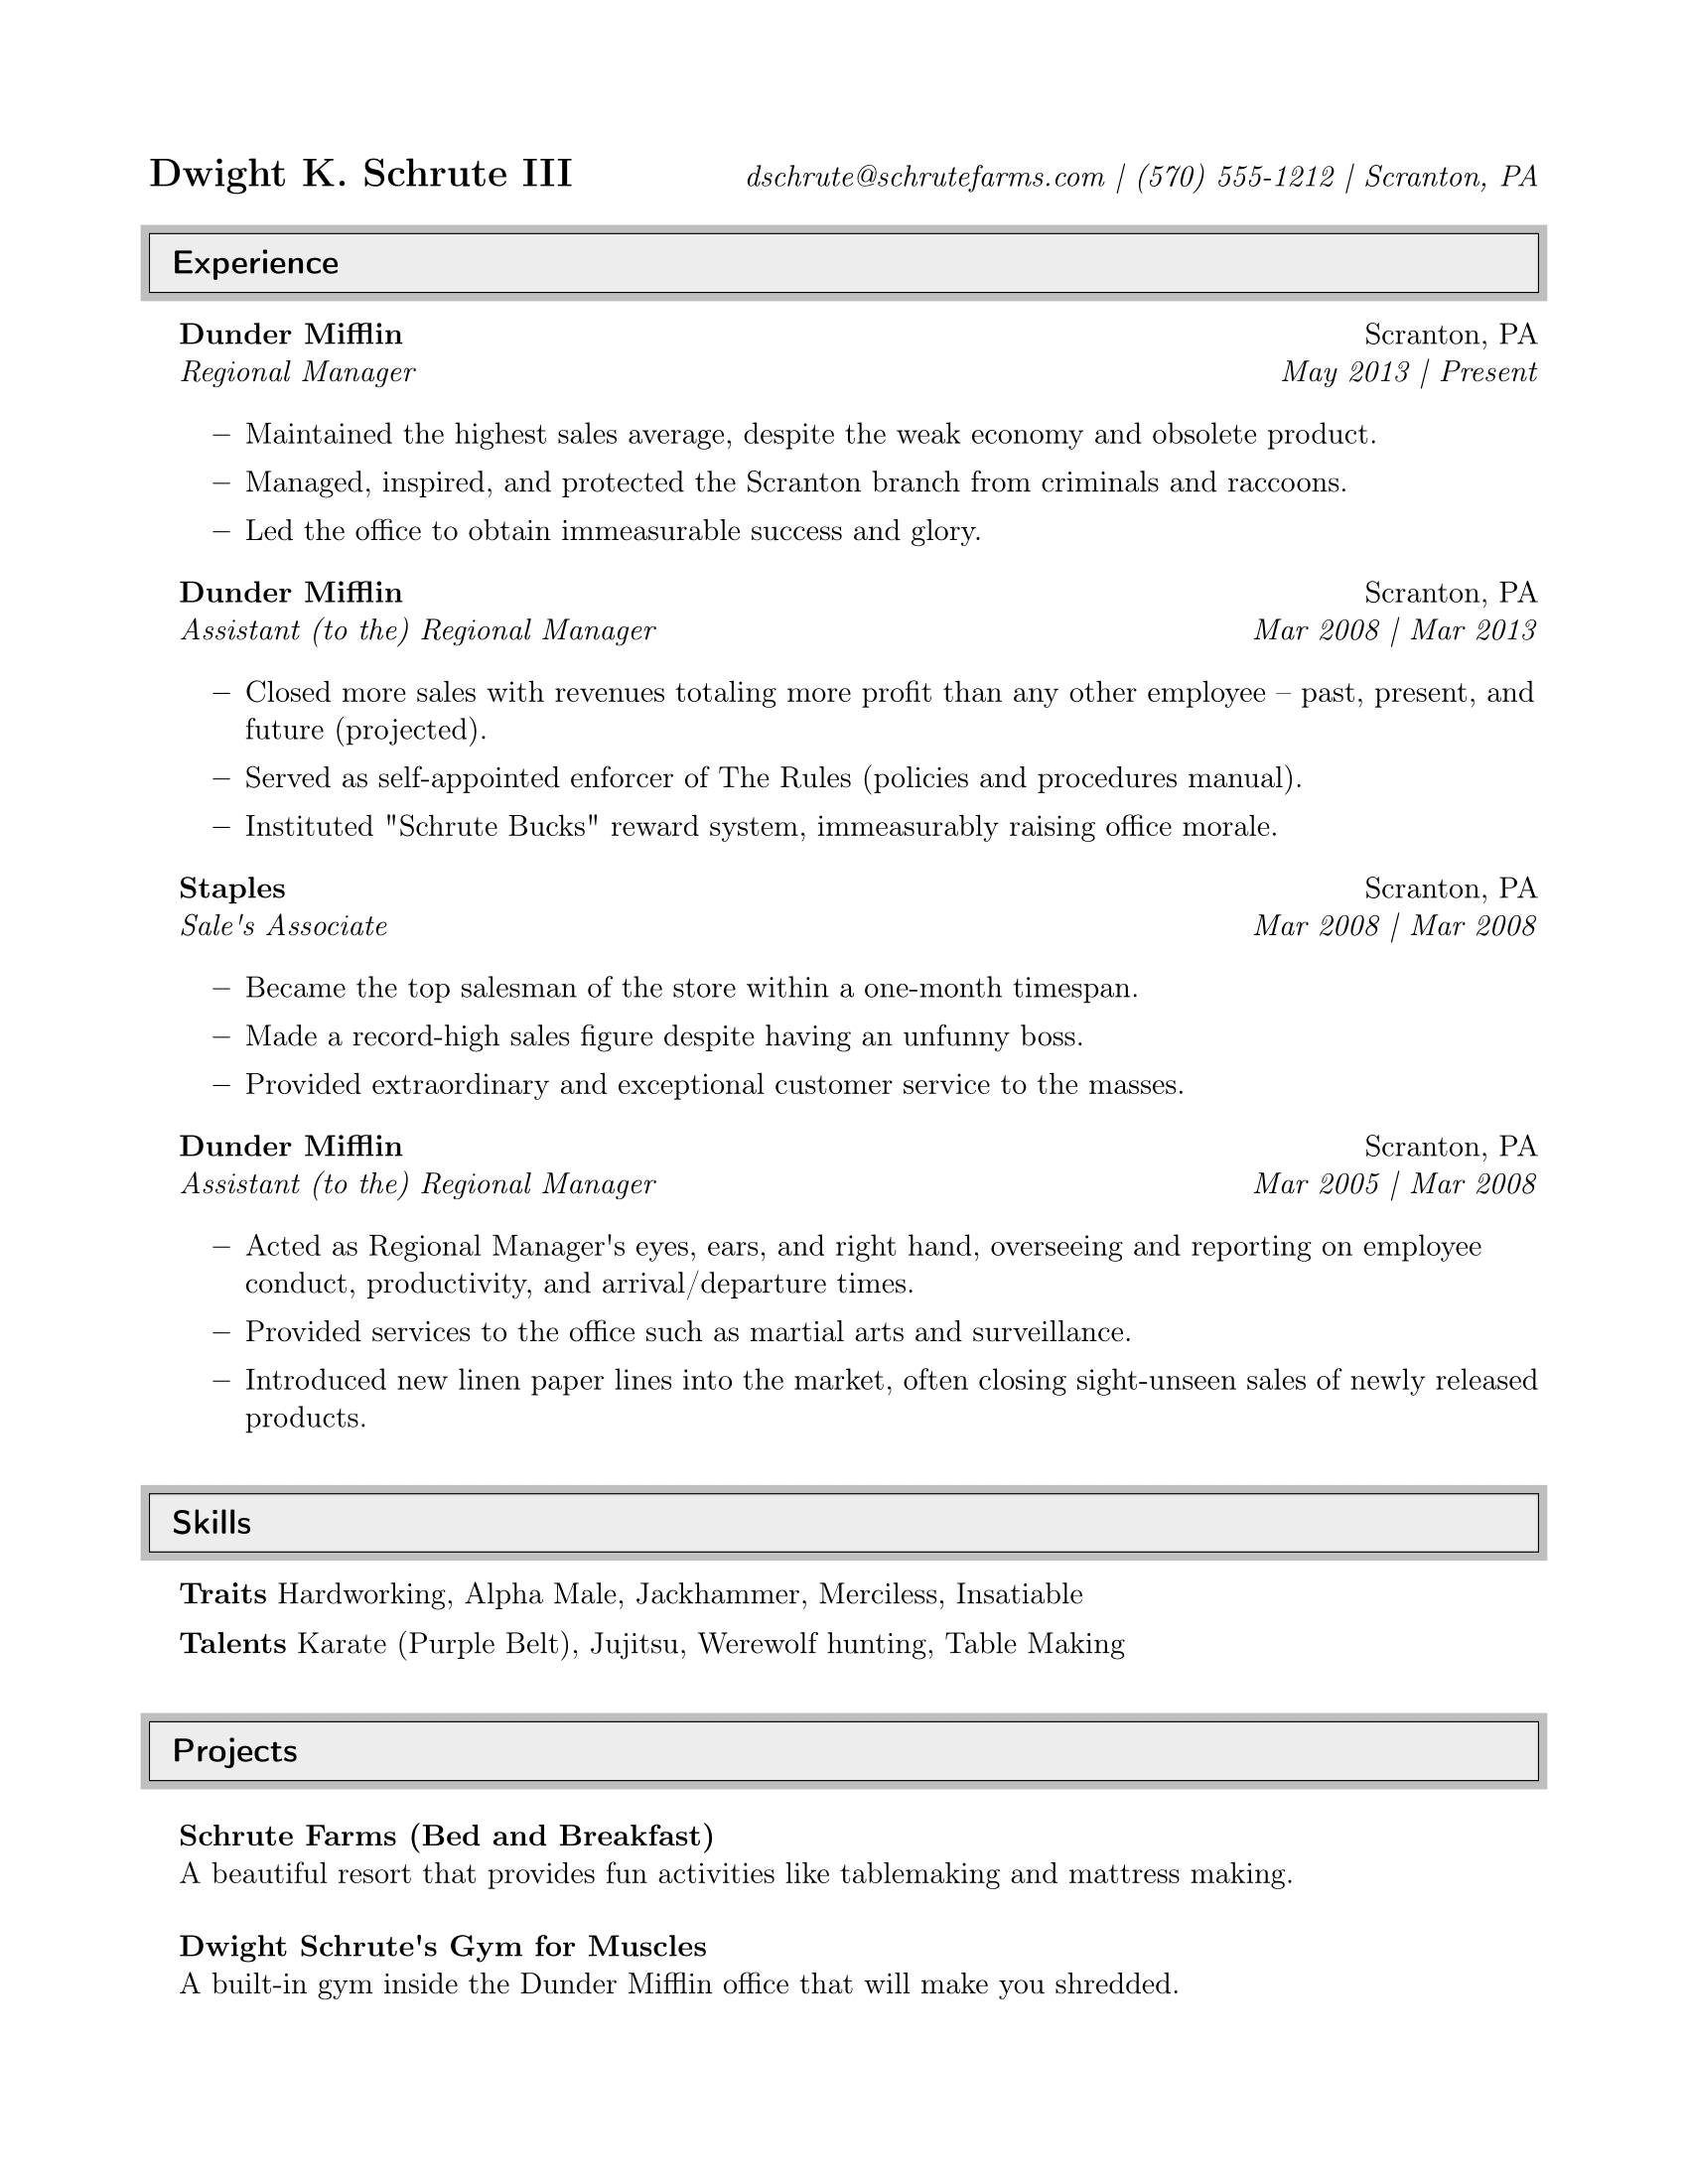 Dwight K. Schrute III dschrute@schrutefarms.com | (570) 555-1212 | Scranton, PA
Experience
Dunder Mifflin Scranton, PA
Regional Manager May 2013 | Present
– Maintained the highest sales average, despite the weak economy and obsolete product.
– Managed, inspired, and protected the Scranton branch from criminals and raccoons.
– Led the office to obtain immeasurable success and glory.
Dunder Mifflin Scranton, PA
Assistant (to the) Regional Manager Mar 2008 | Mar 2013
– Closed more sales with revenues totaling more profit than any other employee – past, present, and
future (projected).
– Served as self-appointed enforcer of The Rules (policies and procedures manual).
– Instituted "Schrute Bucks" reward system, immeasurably raising office morale.
Staples Scranton, PA
Sale's Associate Mar 2008 | Mar 2008
– Became the top salesman of the store within a one-month timespan.
– Made a record-high sales figure despite having an unfunny boss.
– Provided extraordinary and exceptional customer service to the masses.
Dunder Mifflin Scranton, PA
Assistant (to the) Regional Manager Mar 2005 | Mar 2008
– Acted as Regional Manager's eyes, ears, and right hand, overseeing and reporting on employee
conduct, productivity, and arrival/departure times.
– Provided services to the office such as martial arts and surveillance.
– Introduced new linen paper lines into the market, often closing sight-unseen sales of newly released
products.
Skills
Traits Hardworking, Alpha Male, Jackhammer, Merciless, Insatiable
Talents Karate (Purple Belt), Jujitsu, Werewolf hunting, Table Making
Projects
Schrute Farms (Bed and Breakfast)
A beautiful resort that provides fun activities like tablemaking and mattress making.
Dwight Schrute's Gym for Muscles
A built-in gym inside the Dunder Mifflin office that will make you shredded.